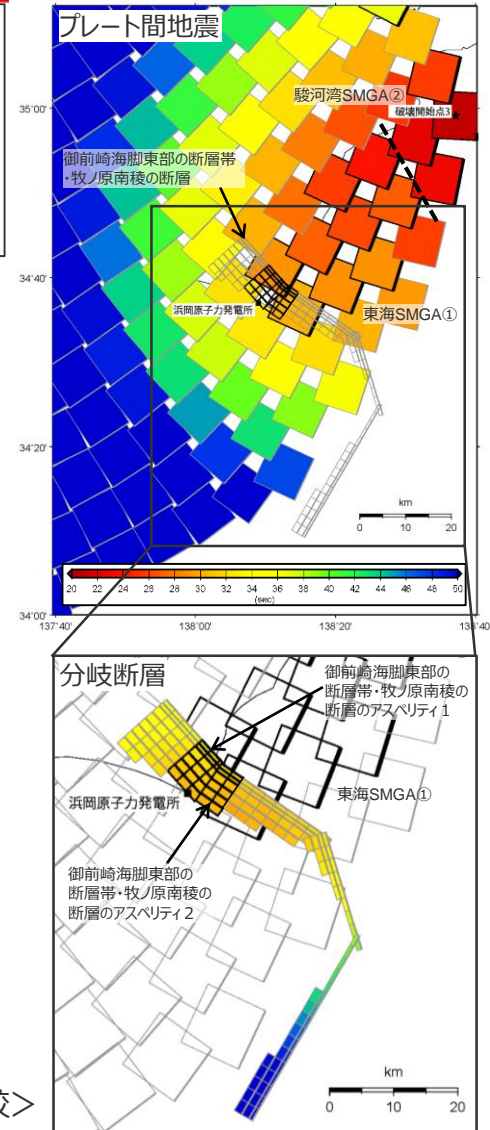 プレート間地震
35°00'
駿河湾SMGA②
破壊開始点3
御前崎海脚東部の断層帯
・牧ノ原南稜の断層
34°40'
浜岡原子力発電所
東海SMGA①
34°20'
km
0 10 20
20 22 24 26 28 30 32 34 36 38 40 42 44 46 48 50
(sec)
34°00'
137°40' 138°00' 138°20' 138°40'
分岐断層
御前崎海脚東部の
断層帯・牧ノ原南稜の
断層のアスペリティ1
東海SMGA①
浜岡原子力発電所
御前崎海脚東部の
断層帯・牧ノ原南稜の
断層のアスペリティ2
km
0 10 20
較>